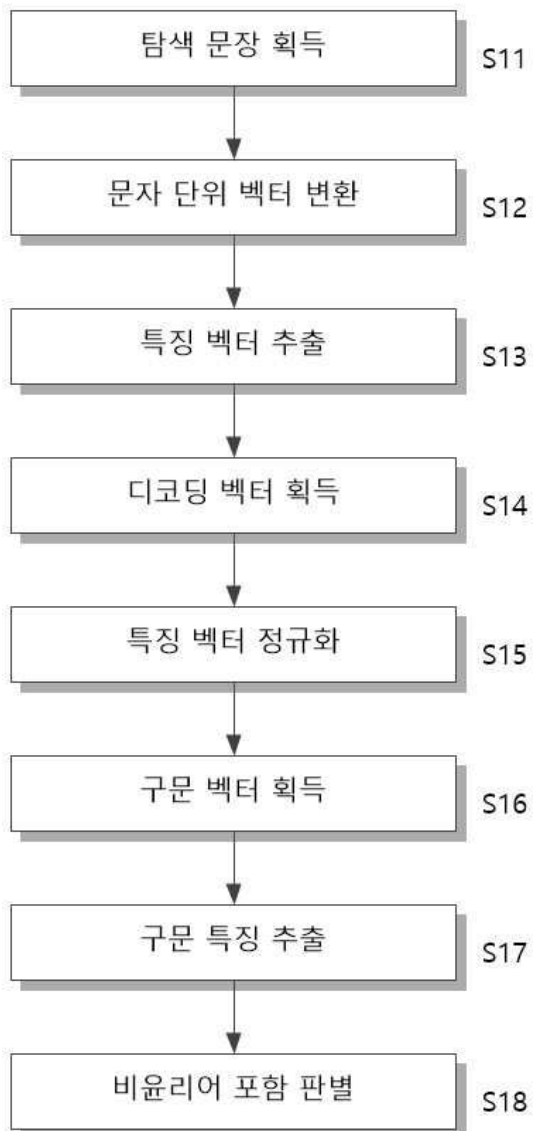 탐색 문장 획득
S11
문자 단위 벡터 변환
S12
특징 벡터 추출
S13
디코딩 벡터 획득
S14
특징 벡터 정규화
S15
구문 벡터 획득
S16
구문 특징 추출
S17
비윤리어 포함 판별
S18